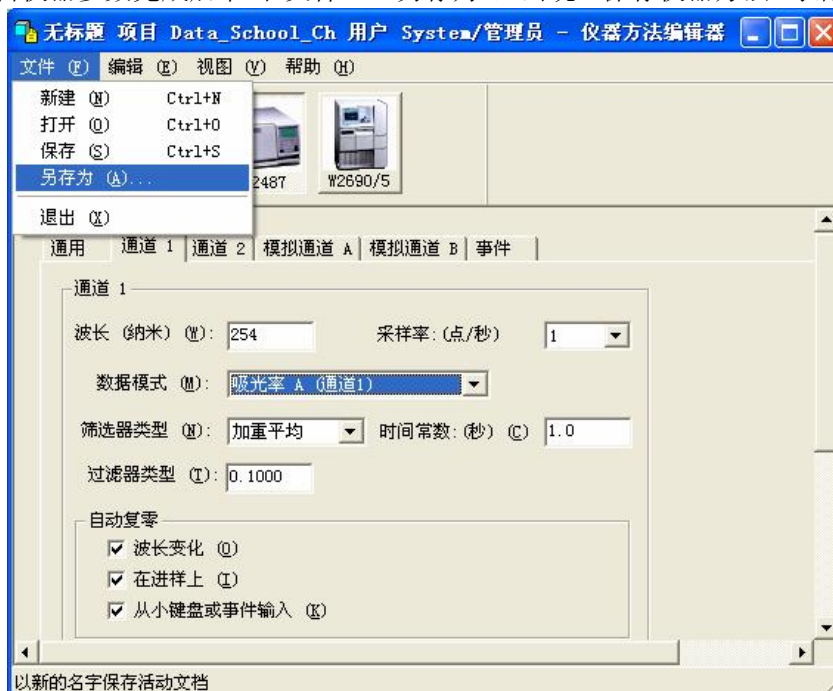 无标题 项目 Data_School_Ch 用户 System/管理员 - 仪器方法编辑器
文件 (F) 编辑 (E) 视图 (V) 帮助 (H)
新建 (N) Ctrl+N
打开 (O) Ctrl+O
保存 (S) Ctrl+S
另存为 (A)...
退出 (X)
2487 W2690/5
通用 通道 1 通道 2 模拟通道 A 模拟通道 B 事件
通道 1
波长 (纳米) (W): 254 采样率:(点/秒) 1
数据模式 (M): 吸光率 A (通道1)
筛选器类型 (N): 加重平均 时间常数:(秒) (C) 1.0
过滤器类型 (T): 0.1000
自动复零
波长变化 (O)
在进样上 (I)
从小键盘或事件输入 (K)
以新的名字保存活动文档